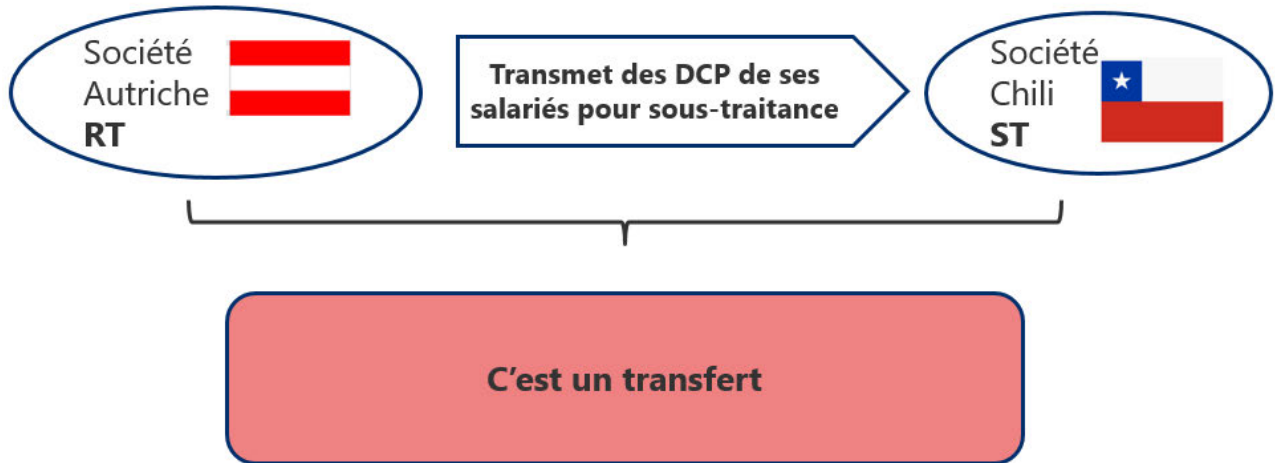 Société
Autriche
RT
Transmet des DCP de ses
salariés pour sous-traitance
Société
Chili
ST
C’est un transfert